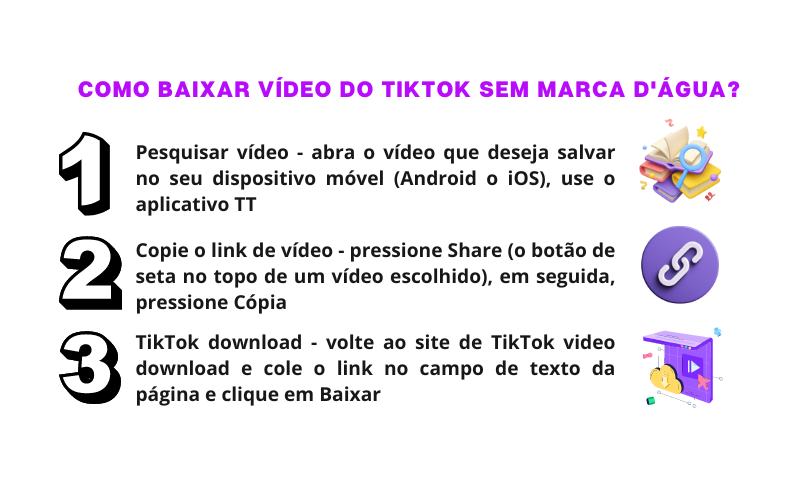 COMO BAIXAR VÍDEO DO TIKTOK SEM MARCA D'ÁGUA?
1
Pesquisar vídeo - abra o vídeo que deseja salvar
no seu dispositivo móvel (Android o iOS), use o
aplicativo TT
2
Copie o link de vídeo - pressione Share (o botão de
seta no topo de um vídeo escolhido), em seguida,
pressione Cópia
3
TikTok download - volte ao site de TikTok video
download e cole o link no campo de texto da
página e clique em Baixar